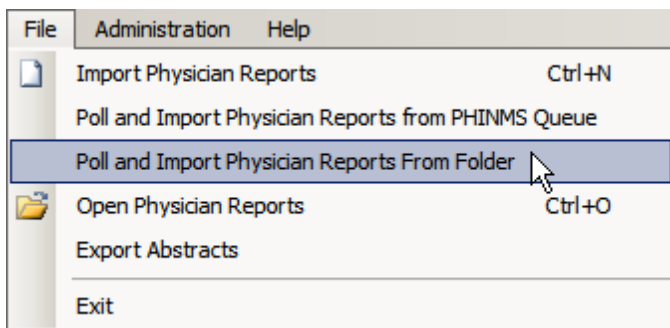 File Administration Help
Import Physician Reports Ctrl+N
Poll and Import Physician Reports from PHINMS Queue
Poll and Import Physician Reports From Folder
Open Physician Reports Ctrl+O
Export Abstracts
Exit